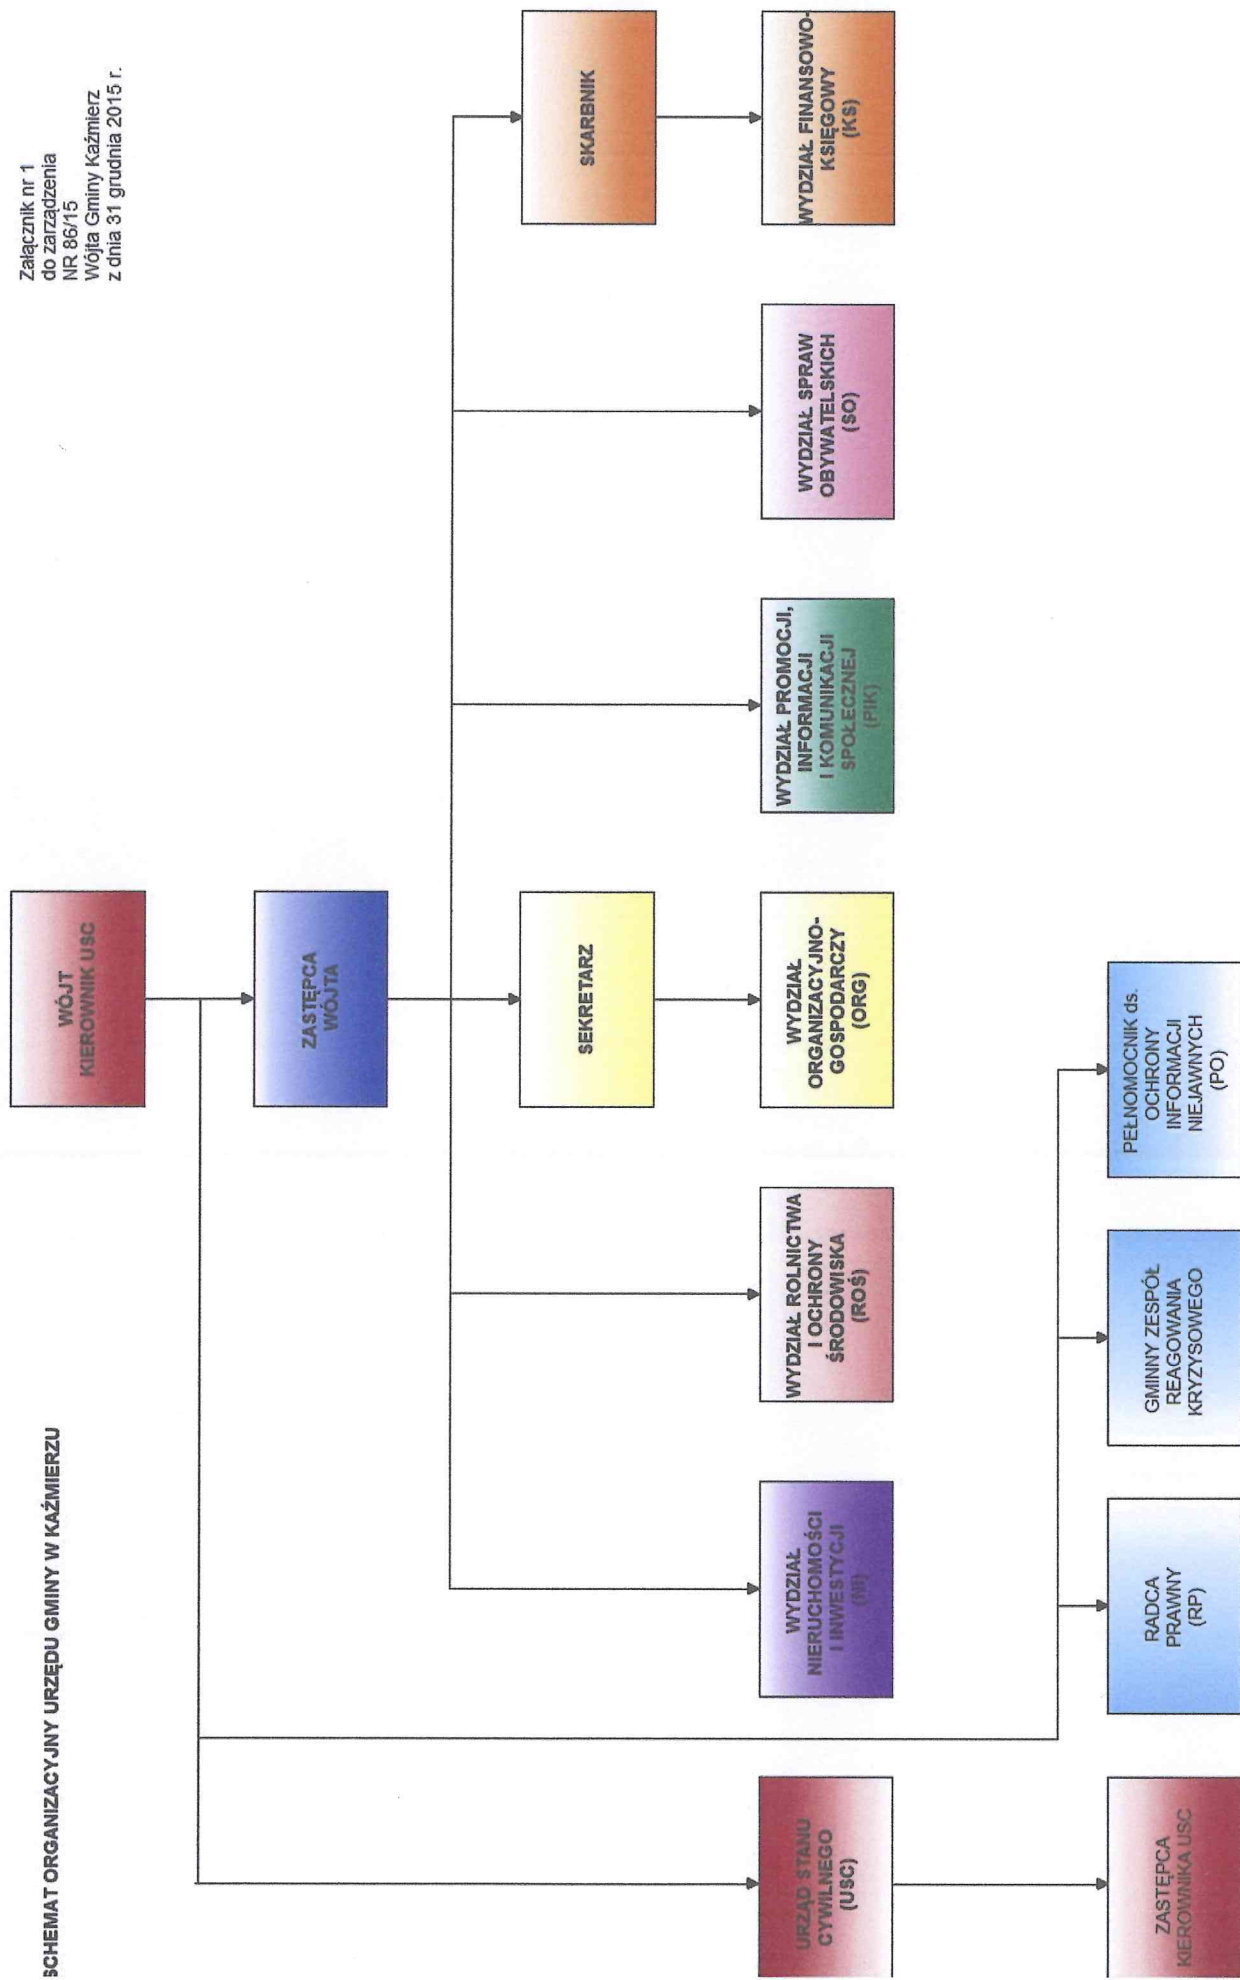 Załącznik nr 1
do zarządzenia
NR 86/15
Wójta Gminy Kaźmierz
z dnia 31 grudnia 2015 r.
SCHEMAT ORGANIZACYJNY URZĘDU GMINY W KAŹMIERZU
WÓJT
KIEROWNIK USC
ZASTĘPCA
WÓJTA
SEKRETARZ
SKARBNIK
URZĄD STANU
CYWILNEGO
(USC)
WYDZIAŁ
NIERUCHOMOŚCI
I INWESTYCJI
(NI)
WYDZIAŁ ROLNICTWA
I OCHRONY
ŚRODOWISKA
(ROŚ)
WYDZIAŁ
ORGANIZACYJNO-
GOSPODARCZY
(ORG)
WYDZIAŁ PROMOCJI,
INFORMACJI
I KOMUNIKACJI
SPOŁECZNEJ
(PIK)
WYDZIAŁ SPRAW
OBYWATELSKICH
(SO)
WYDZIAŁ FINANSOWO-
KSIĘGOWY
(KS)
ZASTĘPCA
KIEROWNIKA USC
RADCA
PRAWNY
(RP)
GMINNY ZESPÓŁ
REAGOWANIA
KRYZYSOWEGO
PEŁNOMOCNIK ds.
OCHRONY
INFORMACJI
NIEJAWNYCH
(PO)